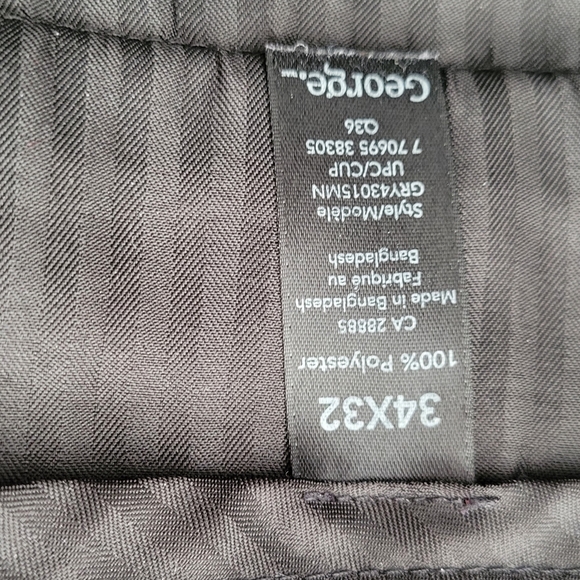 34X32
100% Polyester
CA 28885
Made in Bangladesh
Fabriqué au
Bangladesh
Style/Modèle
GRY43015MN
UPC/CUP
7 70695 38305
Q36
George.